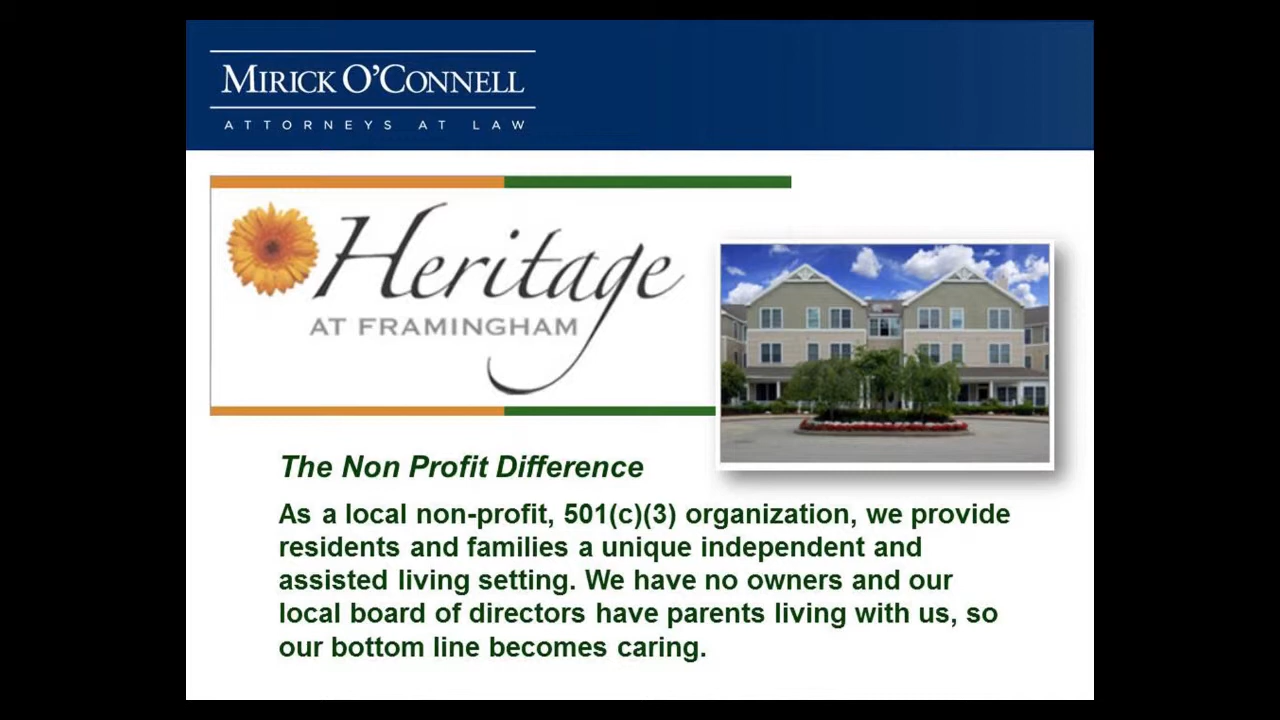 MIRICK O'CONNELL
ATTORNEYS AT LAW
Heritage
AT FRAMINGHAM
The Non Profit Difference
As a local non-profit, 501(c)(3) organization, we provide
residents and families a unique independent and
assisted living setting. We have no owners and our
local board of directors have parents living with us, so
our bottom line becomes caring.